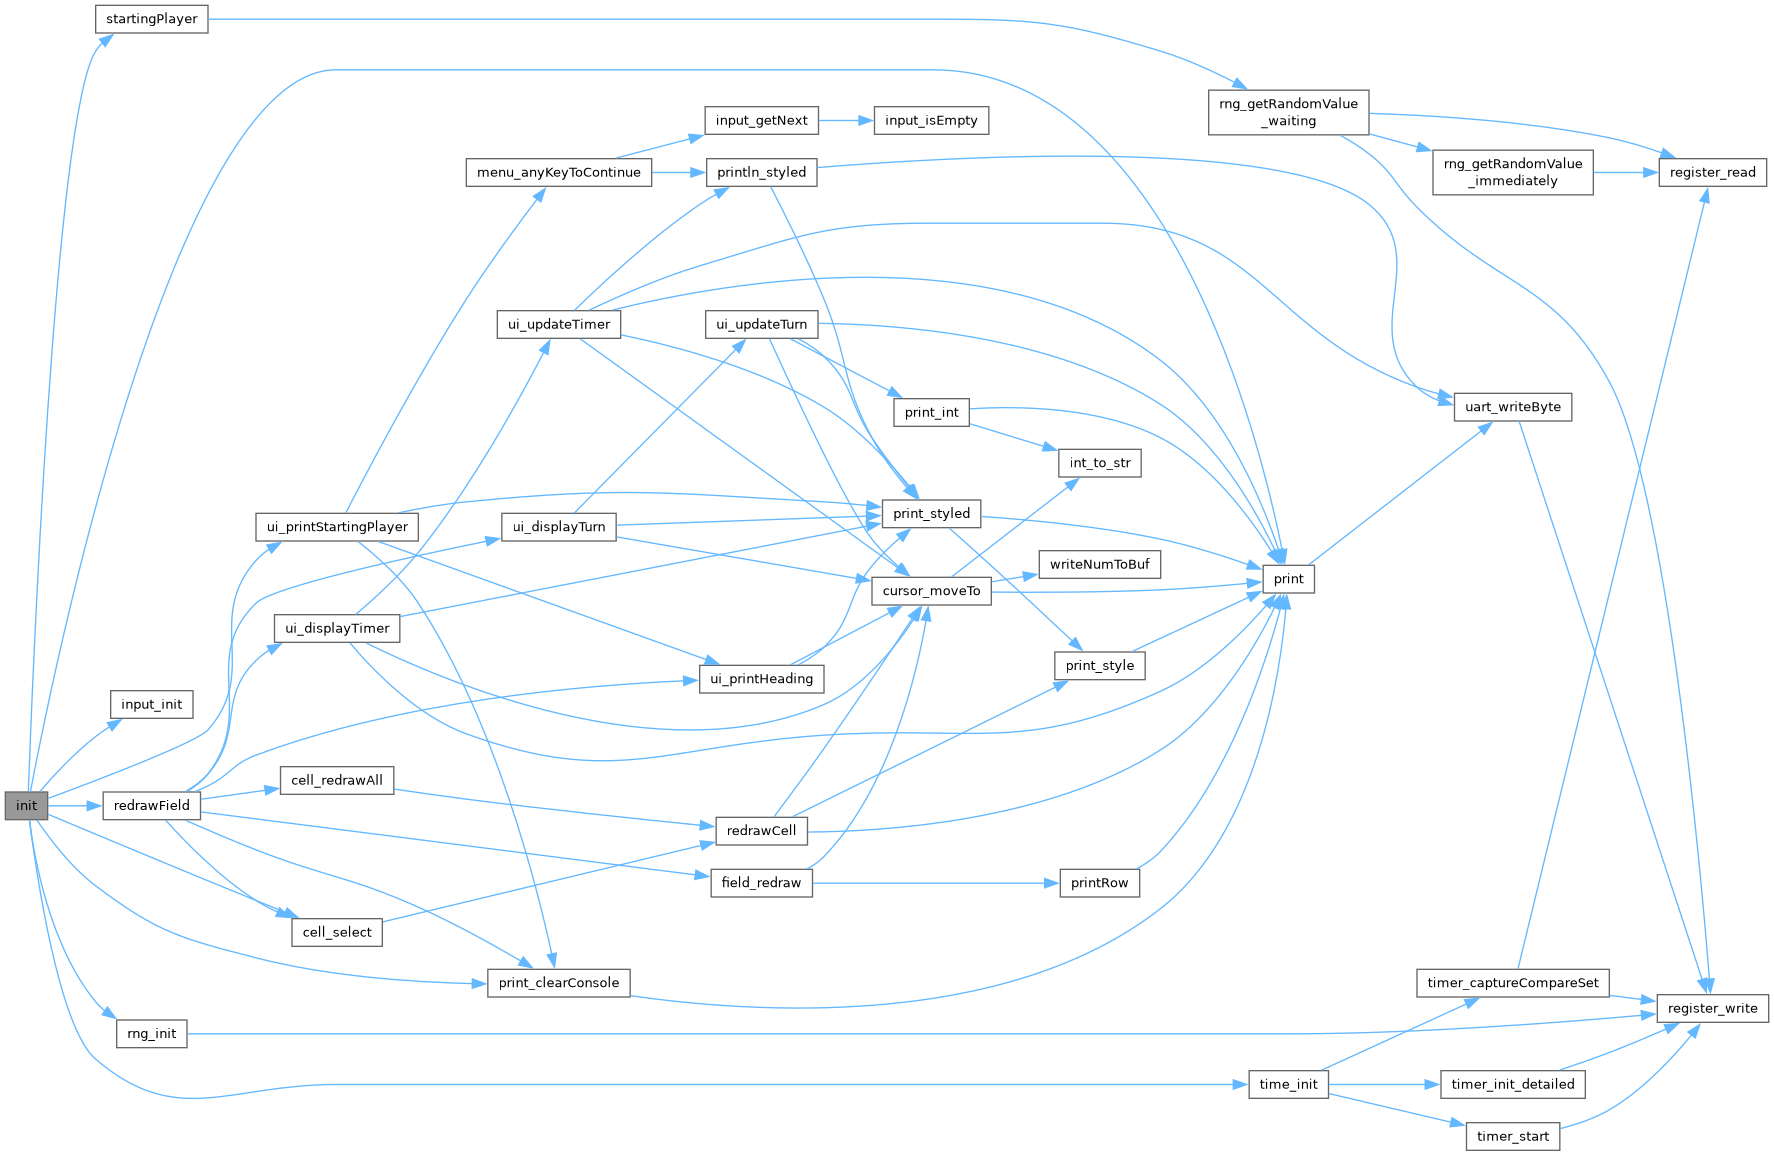 startingPlayer
rng_getRandomValue
_waiting
input_getNext
input_isEmpty
rng_getRandomValue
_immediately
register_read
menu_anyKeyToContinue
println_styled
ui_updateTimer
ui_updateTurn
print_int
uart_writeByte
int_to_str
ui_printStartingPlayer
ui_displayTurn
print_styled
writeNumToBuf
print
cursor_moveTo
ui_displayTimer
print_style
ui_printHeading
input_init
cell_redrawAll
init
redrawField
redrawCell
field_redraw
printRow
cell_select
print_clearConsole
timer_captureCompareSet
register_write
rng_init
time_init
timer_init_detailed
timer_start